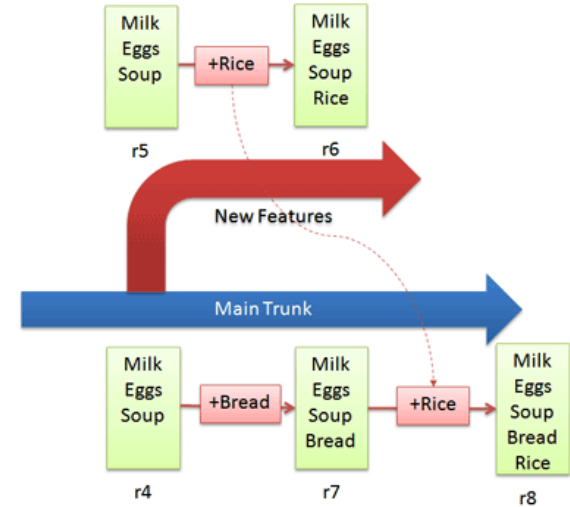 Milk
Eggs
Soup
+Rice
Milk
Eggs
Soup
Rice
r5
r6
New Features
Main Trunk
Milk
Eggs
Soup
+Bread
Milk
Eggs
Soup
Bread
+Rice
Milk
Eggs
Soup
Bread
Rice
r4
r7
r8